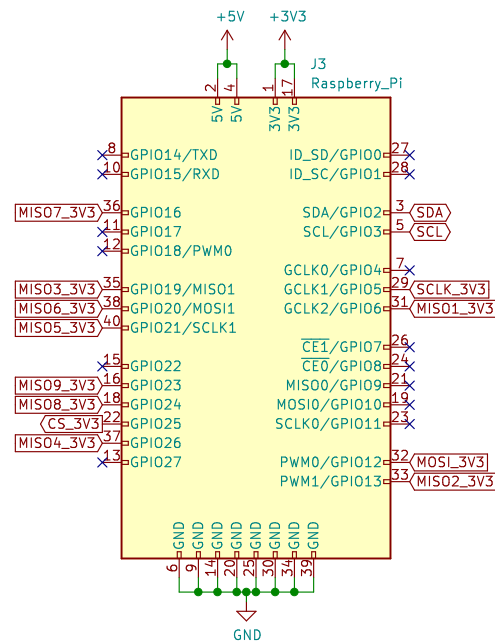 +5V +3V3
J3
Raspberry_Pi
2 4 1 17
5V 5V 3V3 3V3
8 GPIO14/TXD ID_SD/GPIO0 27
10 GPIO15/RXD ID_SC/GPIO1 28
MISO7_3V3 36 GPIO16 SDA/GPIO2 3 SDA
11 GPIO17 SCL/GPIO3 5 SCL
12 GPIO18/PWM0
GCLK0/GPIO4 7
MISO3_3V3 35 GPIO19/MISO1 GCLK1/GPIO5 29 SCLK_3V3
MISO6_3V3 38 GPIO20/MOSI1 GCLK2/GPIO6 31 MISO1_3V3
MISO5_3V3 40 GPIO21/SCLK1
CE1/GPIO7 26
15 GPIO22 CE0/GPIO8 24
MISO9_3V3 16 GPIO23 MISO0/GPIO9 21
MISO8_3V3 18 GPIO24 MOSI0/GPIO10 19
CS_3V3 22 GPIO25 SCLK0/GPIO11 23
MISO4_3V3 37 GPIO26
13 GPIO27 PWM0/GPIO12 32 MOSI_3V3
PWM1/GPIO13 33 MISO2_3V3
GND GND GND GND GND GND GND GND
6 9 14 20 25 30 34 39
GND